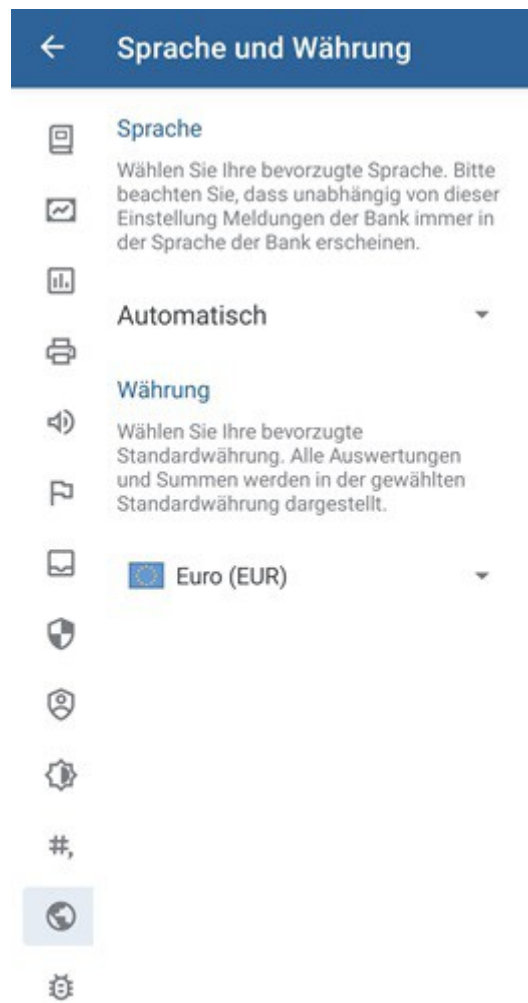 Sprache und Währung
Sprache
Wählen Sie Ihre bevorzugte Sprache. Bitte
beachten Sie, dass unabhängig von dieser
Einstellung Meldungen der Bank immer in
der Sprache der Bank erscheinen.
Automatisch
Währung
Wählen Sie Ihre bevorzugte
Standardwährung. Alle Auswertungen
und Summen werden in der gewählten
Standardwährung dargestellt.
Euro (EUR)
#,